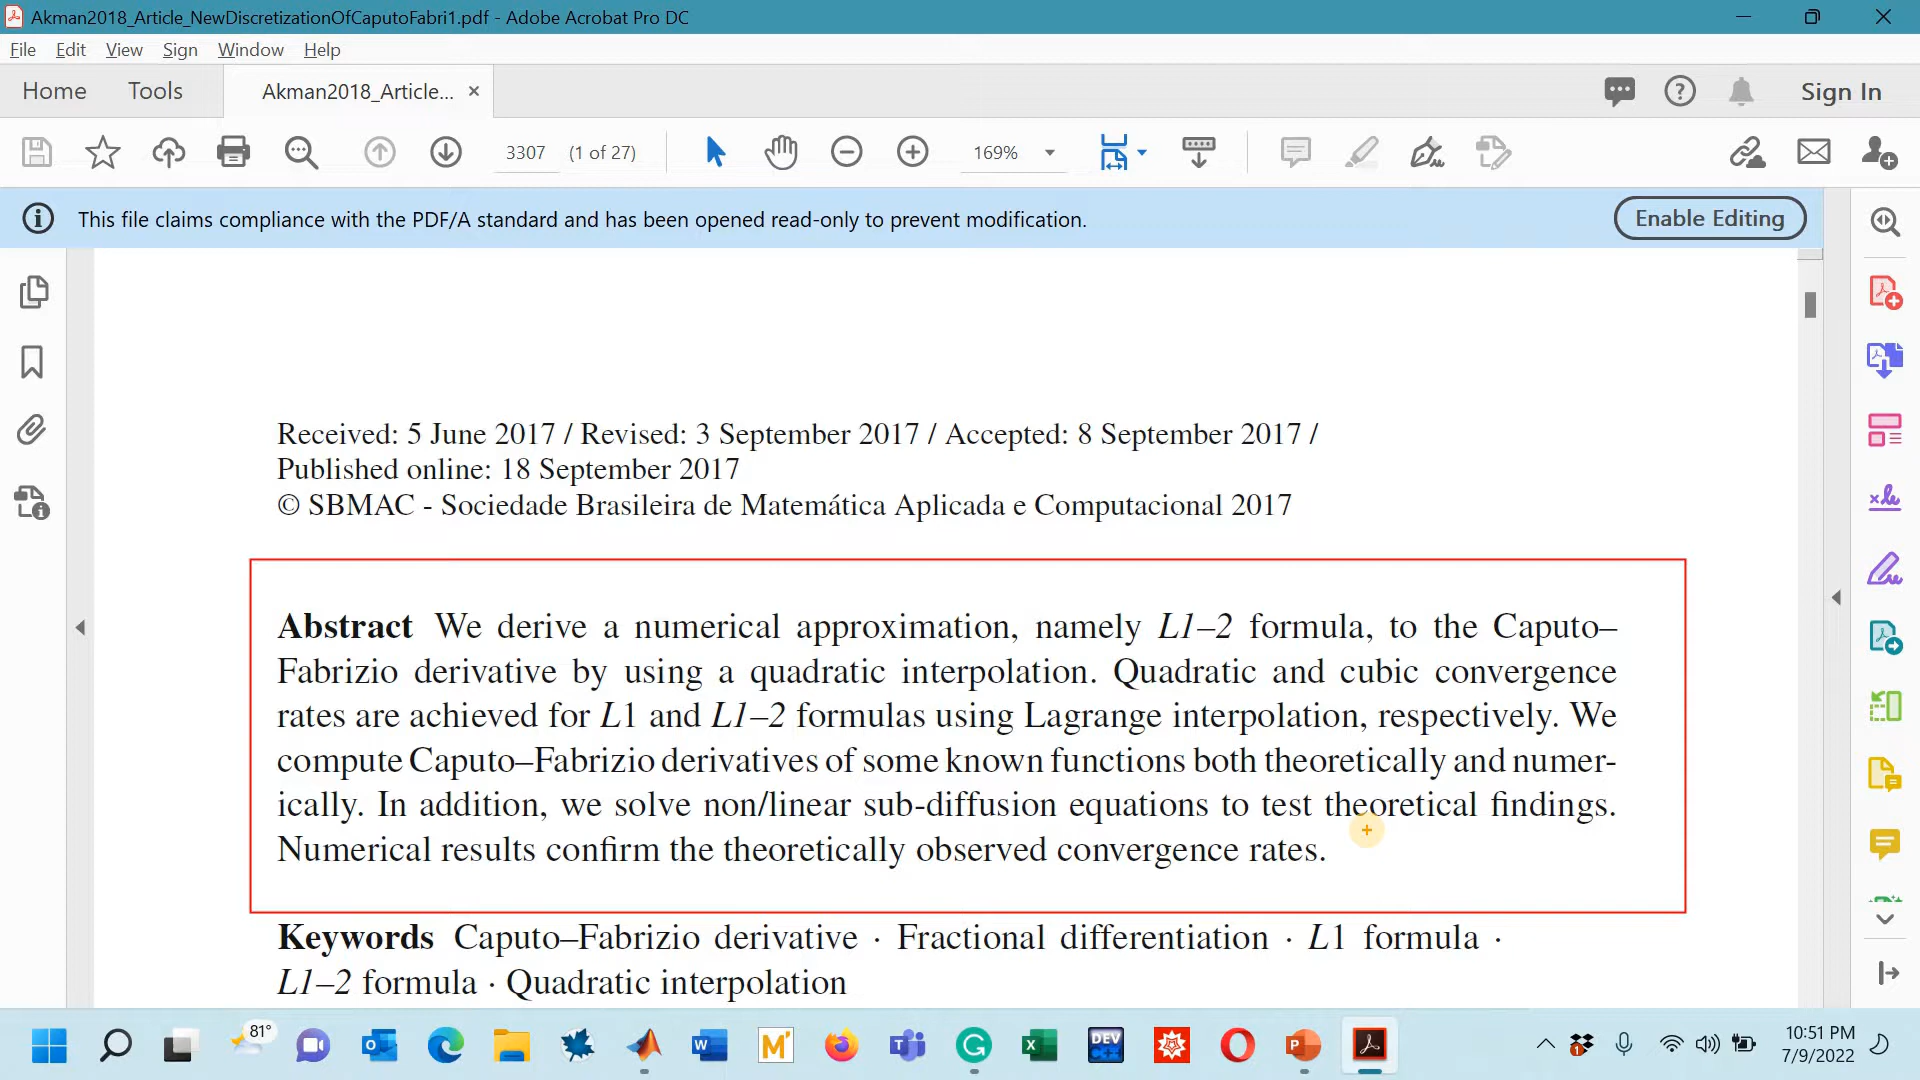 Akman2018_Article_NewDiscretizationOfCaputoFabri1.pdf - Adobe Acrobat Pro DC
File Edit View Sign Window Help
Home Tools Akman2018_Article... × Sign In
3307 (1 of 27) 169%
This file claims compliance with the PDF/A standard and has been opened read-only to prevent modification. Enable Editing
Received: 5 June 2017 / Revised: 3 September 2017 / Accepted: 8 September 2017 /
Published online: 18 September 2017
© SBMAC - Sociedade Brasileira de Matemática Aplicada e Computacional 2017
Abstract We derive a numerical approximation, namely L1–2 formula, to the Caputo–
Fabrizio derivative by using a quadratic interpolation. Quadratic and cubic convergence
rates are achieved for L1 and L1–2 formulas using Lagrange interpolation, respectively. We
compute Caputo–Fabrizio derivatives of some known functions both theoretically and numer-
ically. In addition, we solve non/linear sub-diffusion equations to test theoretical findings.
Numerical results confirm the theoretically observed convergence rates.
Keywords Caputo–Fabrizio derivative · Fractional differentiation · L1 formula ·
L1–2 formula · Quadratic interpolation
81°
DEV
C++
10:51 PM
7/9/2022